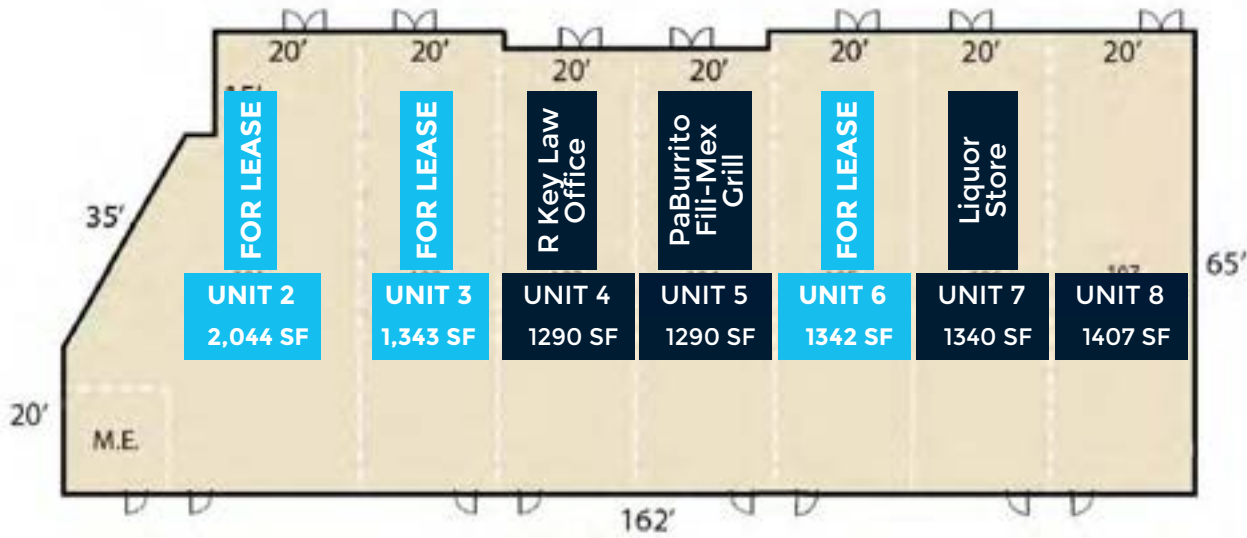 20'
20'
20'
20'
20'
20'
20'
15'
FOR LEASE
FOR LEASE
R Key Law
Office
PaBurrito
Fili-Mex
Grill
FOR LEASE
Liquor
Store
35'
65'
107
UNIT 2
2,044 SF
UNIT 3
1,343 SF
UNIT 4
1290 SF
UNIT 5
1290 SF
UNIT 6
1342 SF
UNIT 7
1340 SF
UNIT 8
1407 SF
20'
M.E.
162'